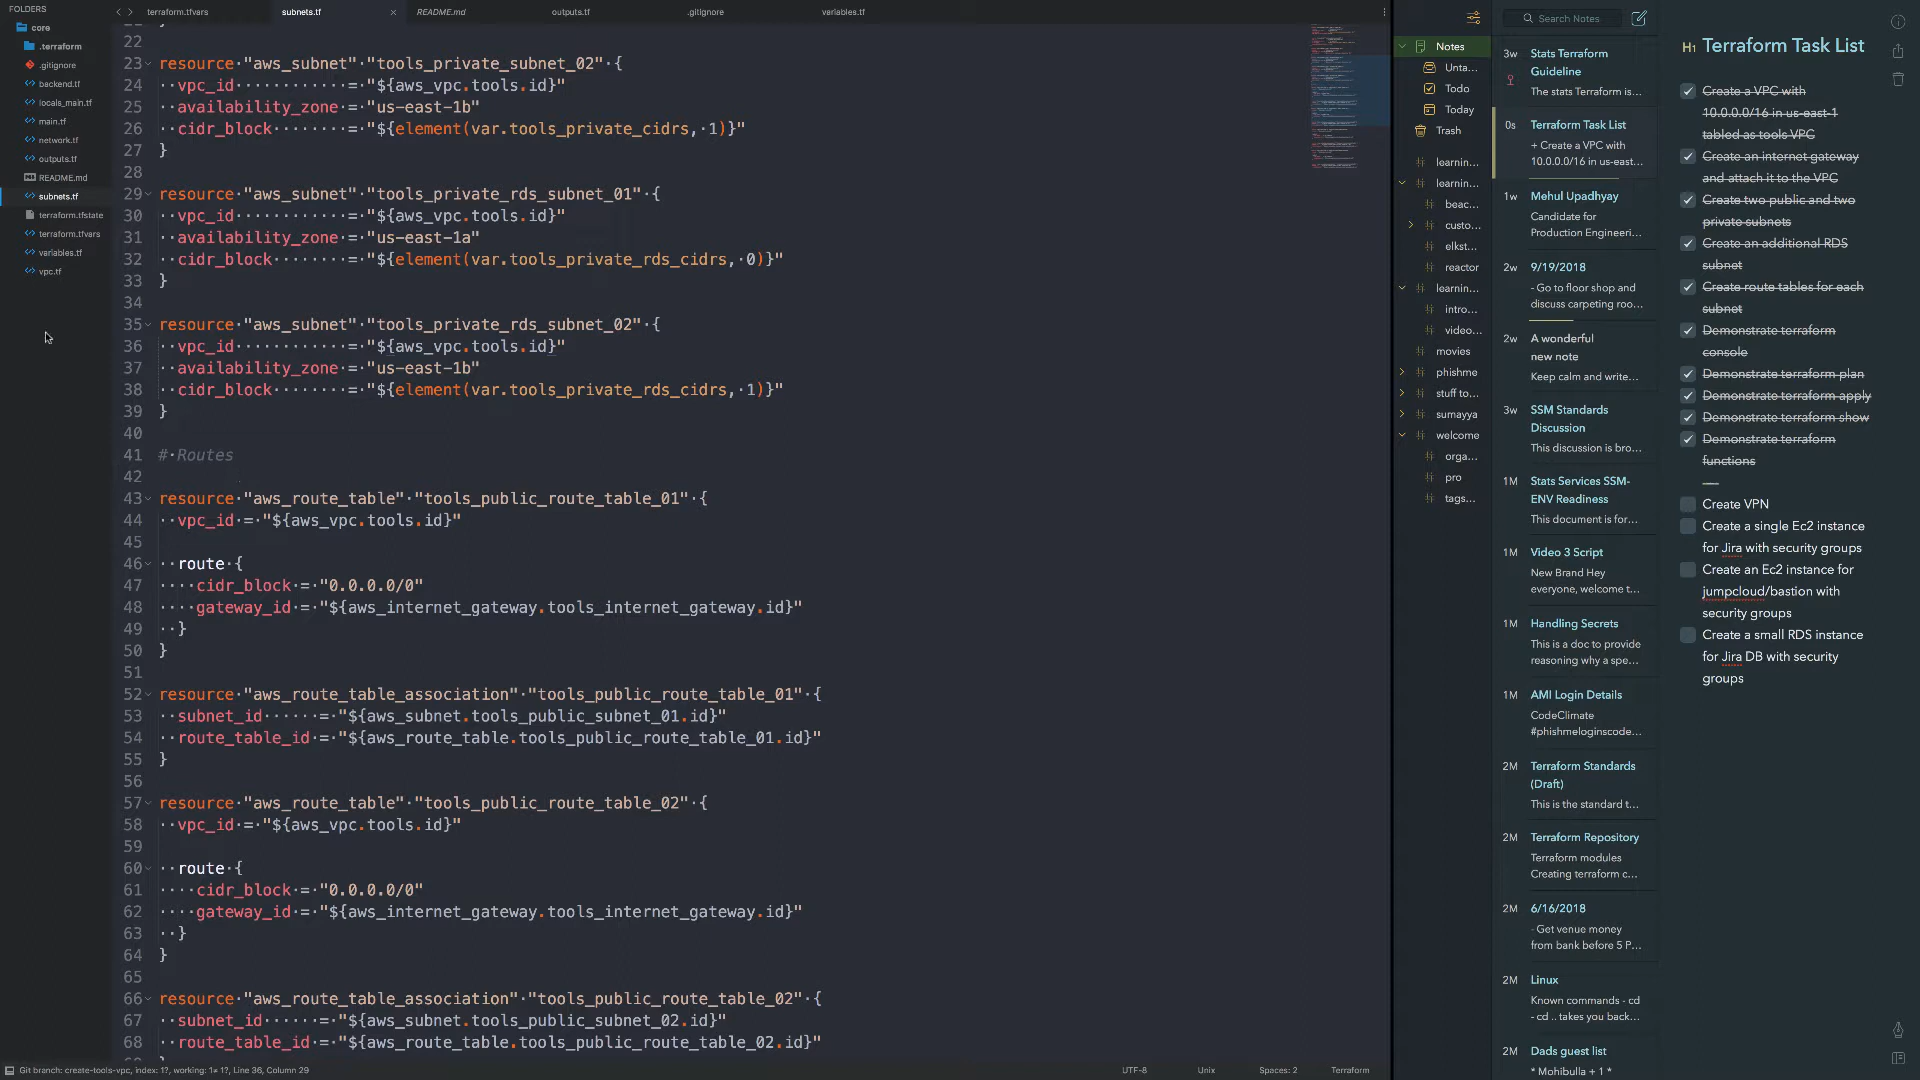 FOLDERS
core
.terraform
.gitignore
backend.tf
locals_main.tf
main.tf
network.tf
outputs.tf
README.md
subnets.tf
terraform.tfstate
terraform.tfvars
variables.tf
vpc.tf
terraform.tfvars
subnets.tf
README.md
outputs.tf
.gitignore
variables.tf
22
23 resource "aws_subnet" "tools_private_subnet_02" {
24 vpc_id = "${aws_vpc.tools.id}"
25 availability_zone = "us-east-1b"
26 cidr_block = "${element(var.tools_private_cidrs, 1)}"
27 }
28
29 resource "aws_subnet" "tools_private_rds_subnet_01" {
30 vpc_id = "${aws_vpc.tools.id}"
31 availability_zone = "us-east-1a"
32 cidr_block = "${element(var.tools_private_rds_cidrs, 0)}"
33 }
34
35 resource "aws_subnet" "tools_private_rds_subnet_02" {
36 vpc_id = "${aws_vpc.tools.id}"
37 availability_zone = "us-east-1b"
38 cidr_block = "${element(var.tools_private_rds_cidrs, 1)}"
39 }
40
41 # Routes
42
43 resource "aws_route_table" "tools_public_route_table_01" {
44 vpc_id = "${aws_vpc.tools.id}"
45
46 route {
47 cidr_block = "0.0.0.0/0"
48 gateway_id = "${aws_internet_gateway.tools_internet_gateway.id}"
49 }
50 }
51
52 resource "aws_route_table_association" "tools_public_route_table_01" {
53 subnet_id = "${aws_subnet.tools_public_subnet_01.id}"
54 route_table_id = "${aws_route_table.tools_public_route_table_01.id}"
55 }
56
57 resource "aws_route_table" "tools_public_route_table_02" {
58 vpc_id = "${aws_vpc.tools.id}"
59
60 route {
61 cidr_block = "0.0.0.0/0"
62 gateway_id = "${aws_internet_gateway.tools_internet_gateway.id}"
63 }
64 }
65
66 resource "aws_route_table_association" "tools_public_route_table_02" {
67 subnet_id = "${aws_subnet.tools_public_subnet_02.id}"
68 route_table_id = "${aws_route_table.tools_public_route_table_02.id}"
Git branch: create-tools-vpc, index: 1?, working: 1≠ 1?, Line 36, Column 29
UTF-8
Unix
Spaces: 2
Terraform
Notes
Unta...
Todo
Today
Trash
learnin...
learnin...
beac...
custo...
elkst...
reactor
learnin...
intro...
video...
movies
phishme
stuff to...
sumayya
welcome
orga...
pro
tags...
Search Notes
3w Stats Terraform
Guideline
The stats Terraform is...
0s Terraform Task List
+ Create a VPC with
10.0.0.0/16 in us-east...
1w Mehul Upadhyay
Candidate for
Production Engineeri...
2w 9/19/2018
- Go to floor shop and
discuss carpeting roo...
2w A wonderful
new note
Keep calm and write...
3w SSM Standards
Discussion
This discussion is bro...
1M Stats Services SSM-
ENV Readiness
This document is for...
1M Video 3 Script
New Brand Hey
everyone, welcome t...
1M Handling Secrets
This is a doc to provide
reasoning why a spe...
1M AMI Login Details
CodeClimate
#phishmeloginscode...
2M Terraform Standards
(Draft)
This is the standard t...
2M Terraform Repository
Terraform modules
Creating terraform c...
2M 6/16/2018
- Get venue money
from bank before 5 P...
2M Linux
Known commands - cd
- cd .. takes you back...
2M Dads guest list
* Mohibulla + 1 *
H1 Terraform Task List
Create a VPC with
10.0.0.0/16 in us-east-1
tabled as tools VPC
Create an internet gateway
and attach it to the VPC
Create two public and two
private subnets
Create an additional RDS
subnet
Create route tables for each
subnet
Demonstrate terraform
console
Demonstrate terraform plan
Demonstrate terraform apply
Demonstrate terraform show
Demonstrate terraform
functions
Create VPN
Create a single Ec2 instance
for Jira with security groups
Create an Ec2 instance for
jumpcloud/bastion with
security groups
Create a small RDS instance
for Jira DB with security
groups